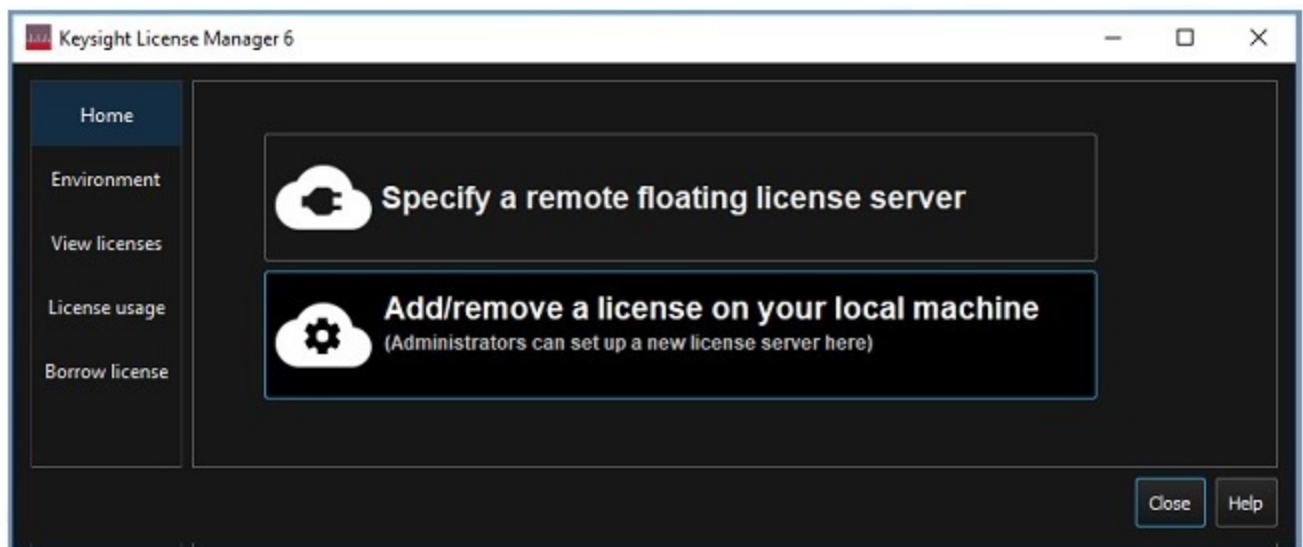 Keysight License Manager 6
Home
Environment
View licenses
License usage
Borrow license
Specify a remote floating license server
Add/remove a license on your local machine
(Administrators can set up a new license server here)
Close
Help